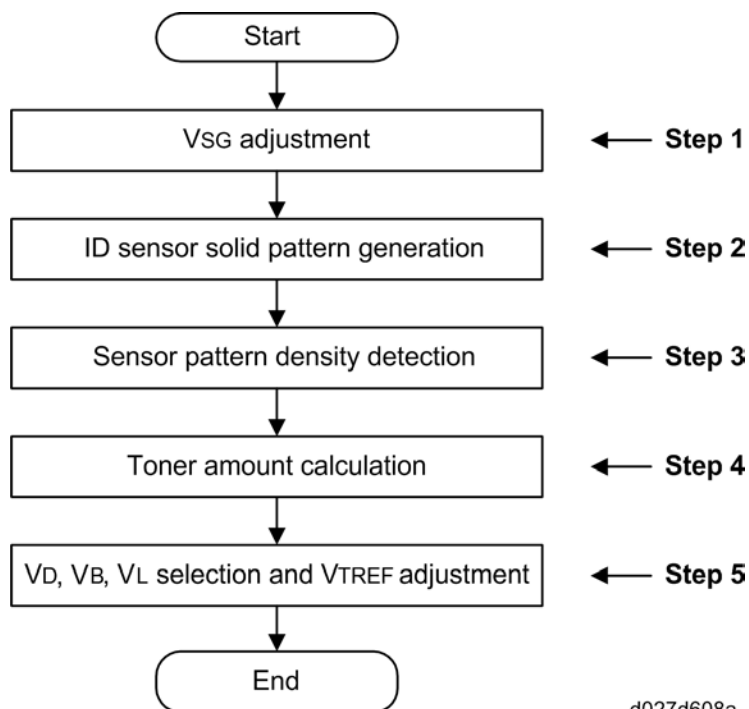 Start
VSG adjustment
Step 1
ID sensor solid pattern generation
Step 2
Sensor pattern density detection
Step 3
Toner amount calculation
Step 4
VD, VB, VL selection and VTREF adjustment
Step 5
End
d027d608a